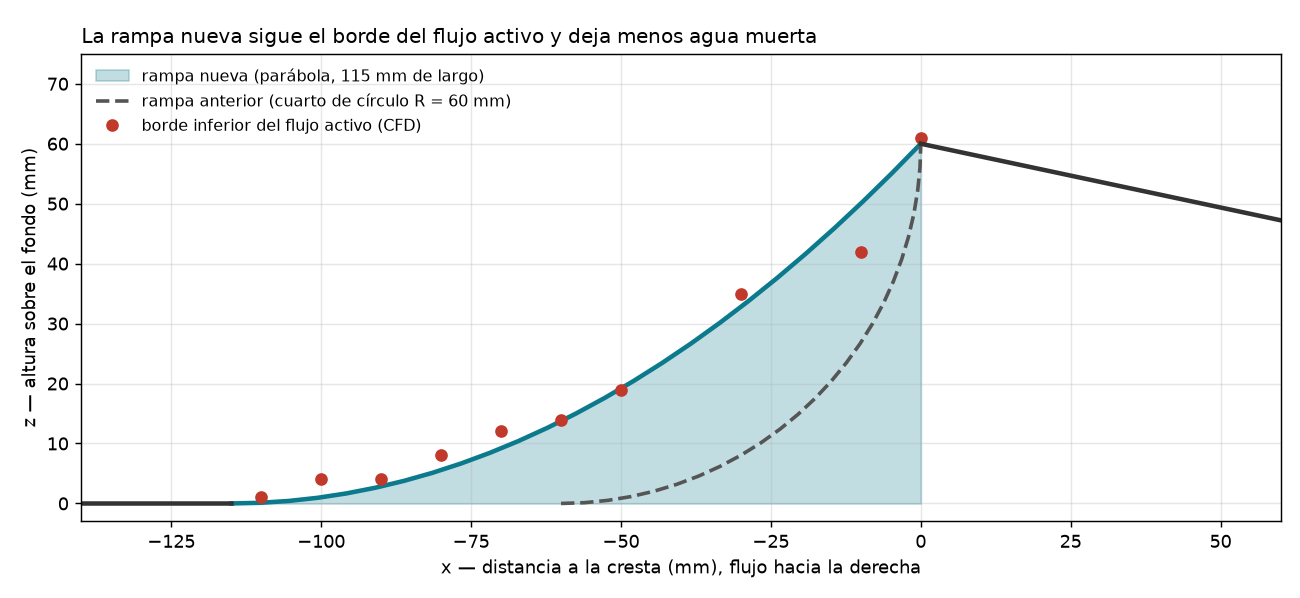 La rampa nueva sigue el borde del flujo activo y deja menos agua muerta
rampa nueva (parábola, 115 mm de largo)
rampa anterior (cuarto de círculo R = 60 mm)
borde inferior del flujo activo (CFD)
z — altura sobre el fondo (mm)
70
60
50
40
30
20
10
0
−125 −100 −75 −50 −25 0 25 50
x — distancia a la cresta (mm), flujo hacia la derecha